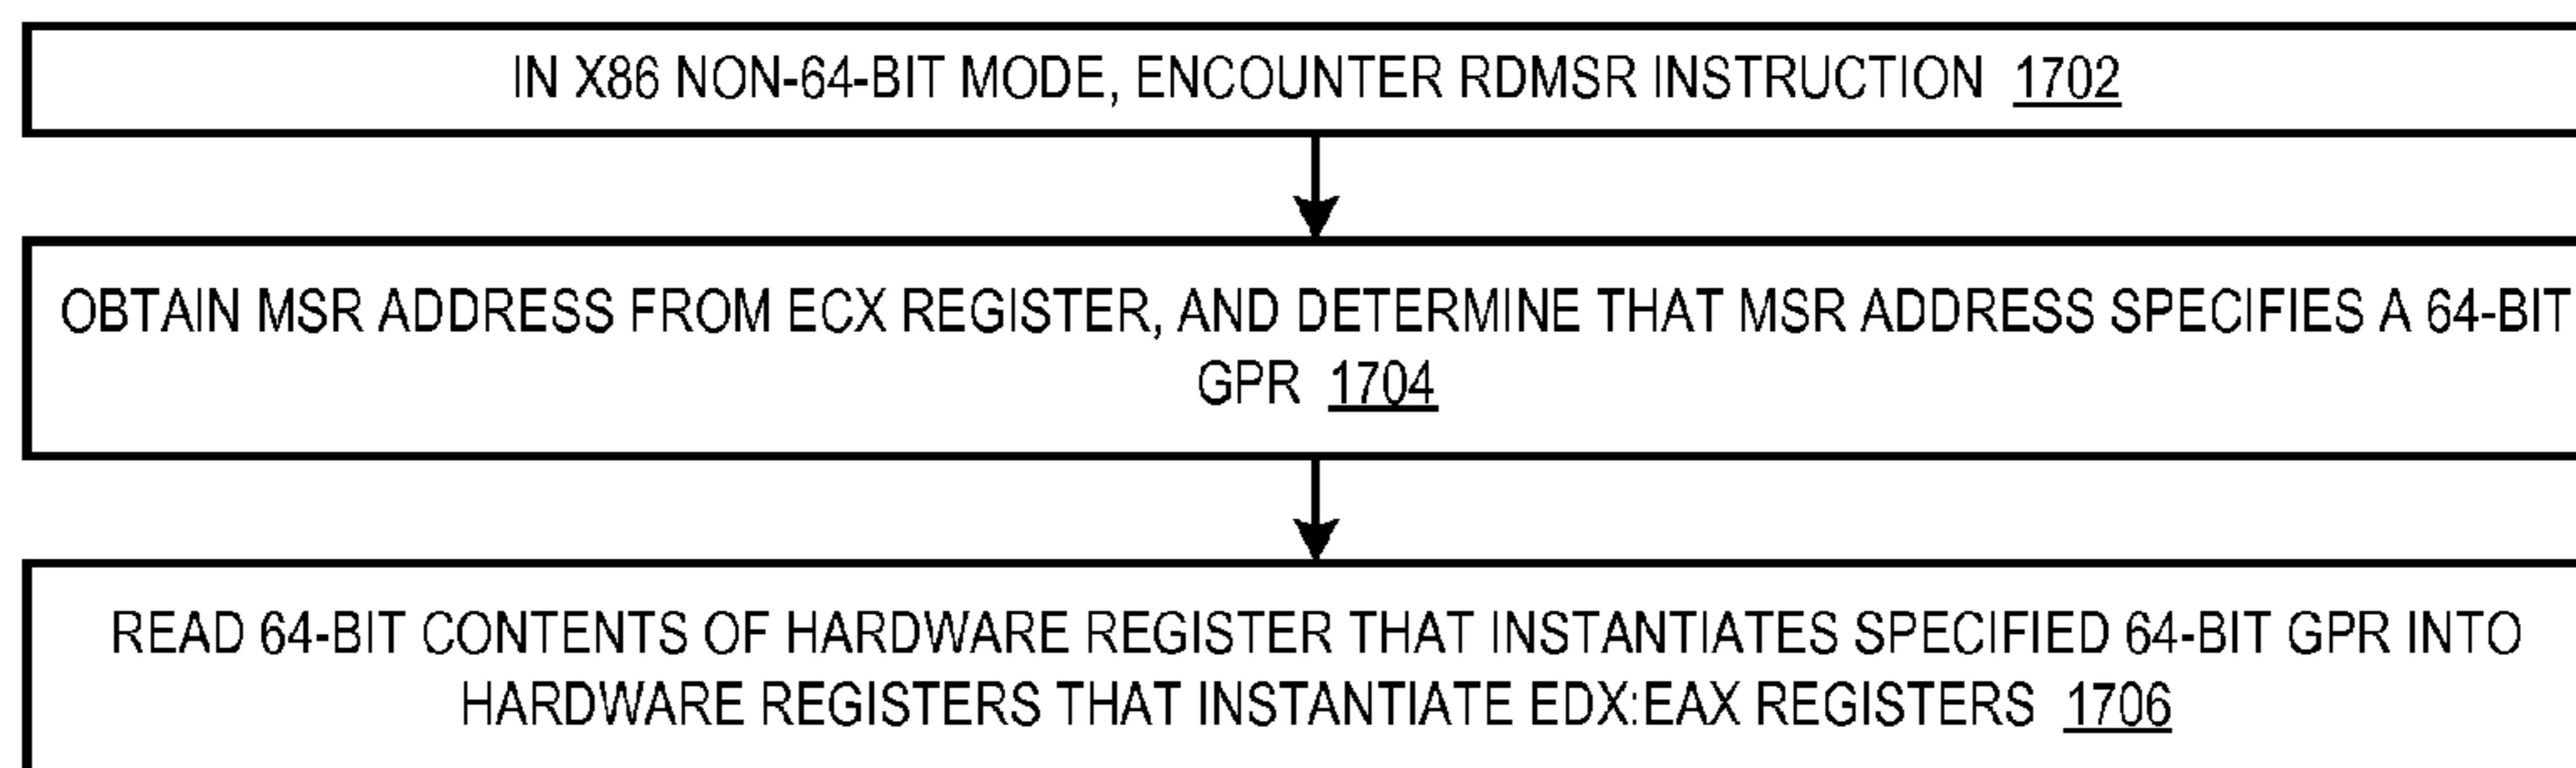 IN X86 NON-64-BIT MODE, ENCOUNTER RDMSR INSTRUCTION 1702
OBTAIN MSR ADDRESS FROM ECX REGISTER, AND DETERMINE THAT MSR ADDRESS SPECIFIES A 64-BIT
GPR 1704
READ 64-BIT CONTENTS OF HARDWARE REGISTER THAT INSTANTIATES SPECIFIED 64-BIT GPR INTO
HARDWARE REGISTERS THAT INSTANTIATE EDX:EAX REGISTERS 1706